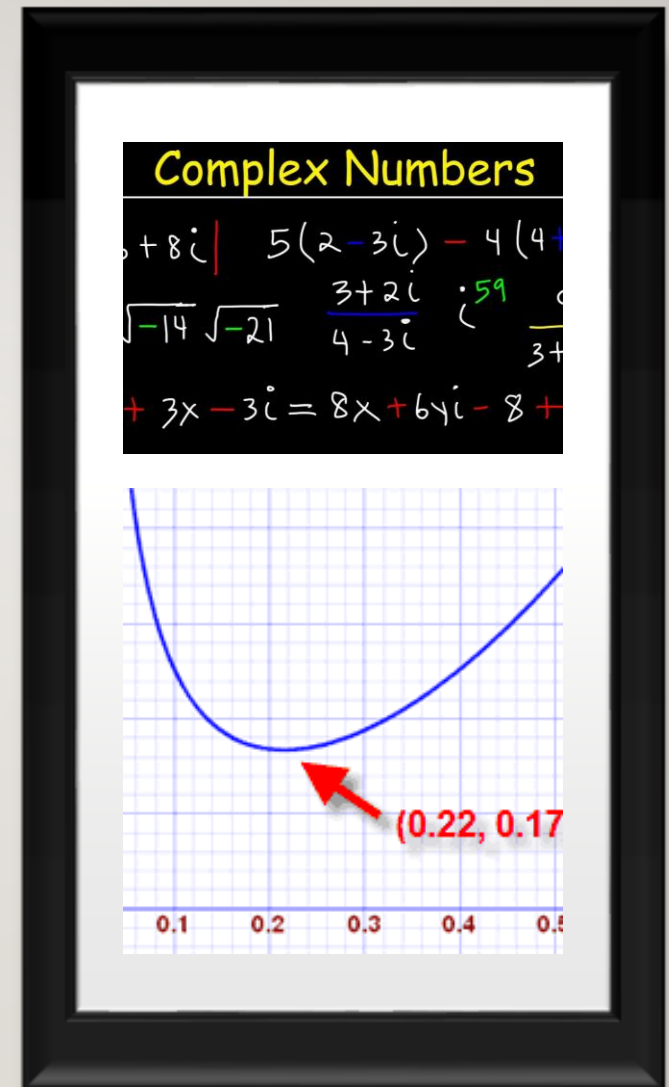 Complex Numbers
+8i| 5(2-3i) - 4(4+
√-14 √-21 3+2i/4-3i i^59 3+
+ 3x - 3i = 8x + 6yi - 8 +
(0.22, 0.17
0.1 0.2 0.3 0.4 0.5